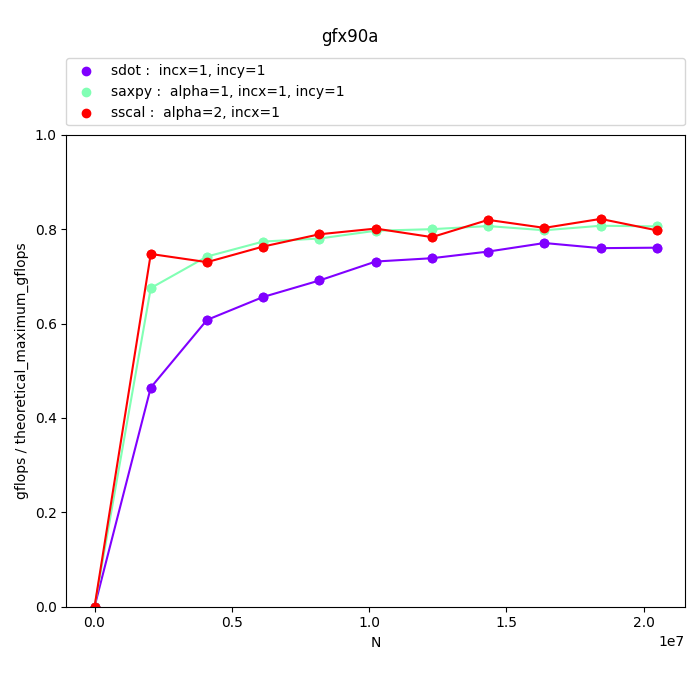 gfx90a
sdot :  incx=1, incy=1
saxpy :  alpha=1, incx=1, incy=1
sscal :  alpha=2, incx=1
1.0
0.8
0.6
0.4
0.2
0.0
gflops / theoretical_maximum_gflops
0.0 0.5 1.0 1.5 2.0
1e7
N